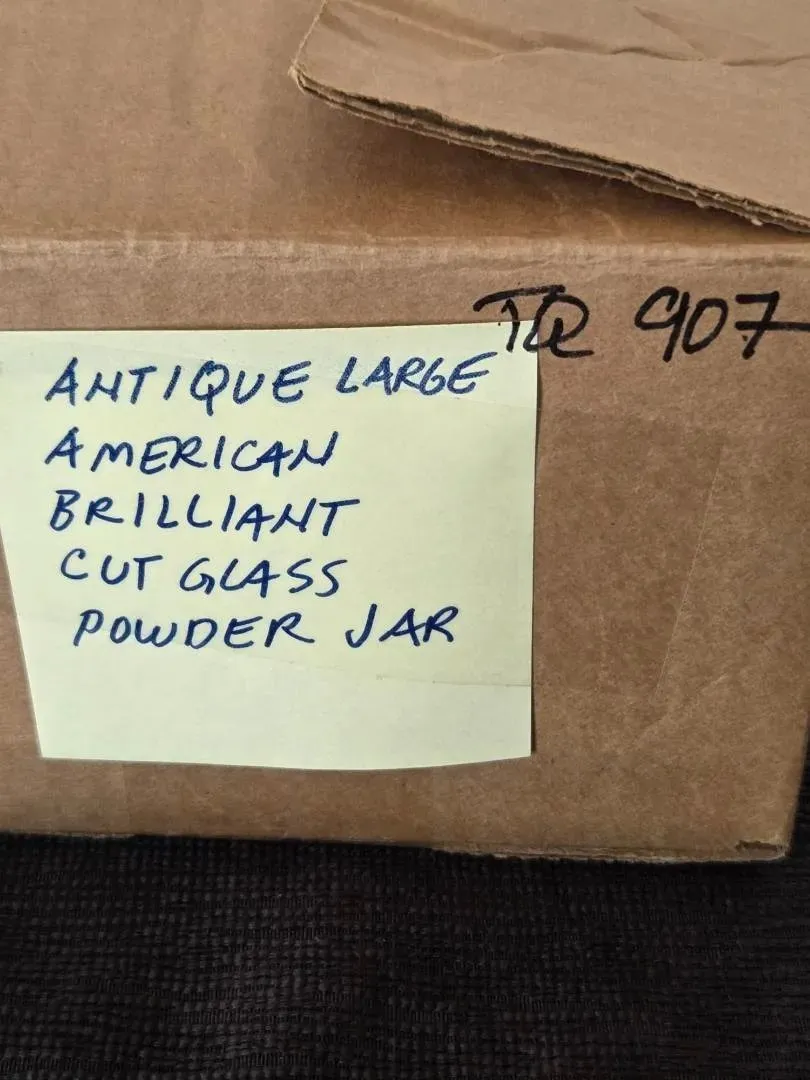 TQ 907
ANTIQUE LARGE
AMERICAN
BRILLIANT
CUT GLASS
POWDER JAR